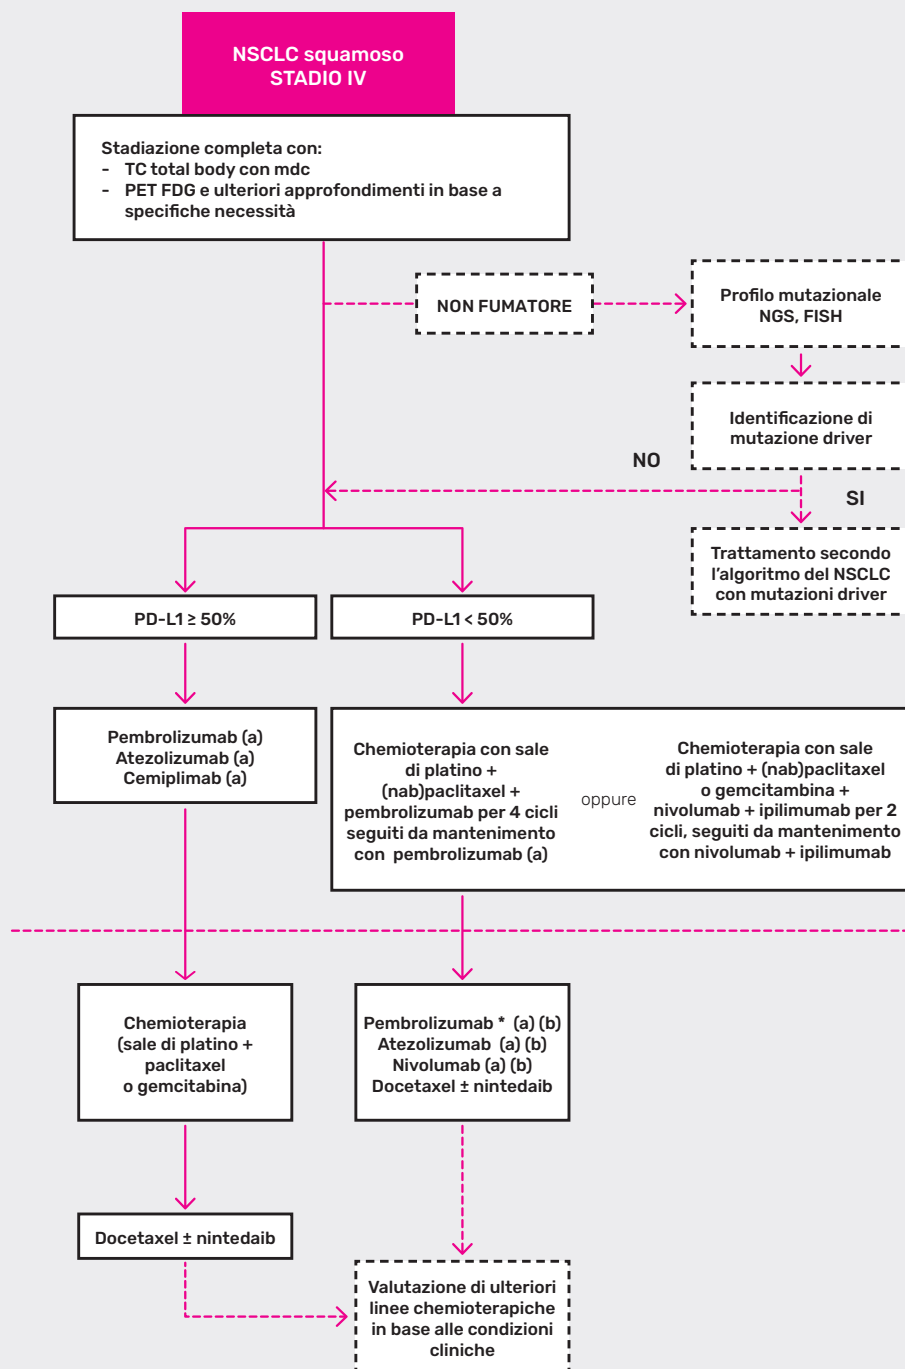 NSCLC squamoso
STADIO IV
Stadiazione completa con:
- TC total body con mdc
- PET FDG e ulteriori approfondimenti in base a
specifiche necessità
NON FUMATORE
Profilo mutazionale
NGS, FISH
Identificazione di
mutazione driver
NO
SI
Trattamento secondo
l'algoritmo del NSCLC
con mutazioni driver
PD-L1 ≥ 50%
PD-L1 < 50%
Pembrolizumab (a)
Atezolizumab (a)
Cemiplimab (a)
Chemioterapia con sale
di platino +
(nab)paclitaxel +
pembrolizumab per 4 cicli
seguiti da mantenimento
con pembrolizumab (a)
oppure
Chemioterapia con sale
di platino + (nab)paclitaxel
o gemcitambina +
nivolumab + ipilimumab per 2
cicli, seguiti da mantenimento
con nivolumab + ipilimumab
Chemioterapia
(sale di platino +
paclitaxel
o gemcitabina)
Pembrolizumab * (a) (b)
Atezolizumab (a) (b)
Nivolumab (a) (b)
Docetaxel ± nintedaib
Docetaxel ± nintedaib
Valutazione di ulteriori
linee chemioterapiche
in base alle condizioni
cliniche